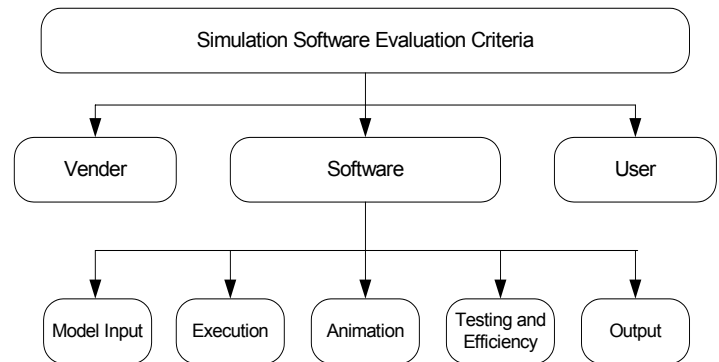 Simulation Software Evaluation Criteria
Vender
Software
User
Model Input
Execution
Animation
Testing and
Efficiency
Output